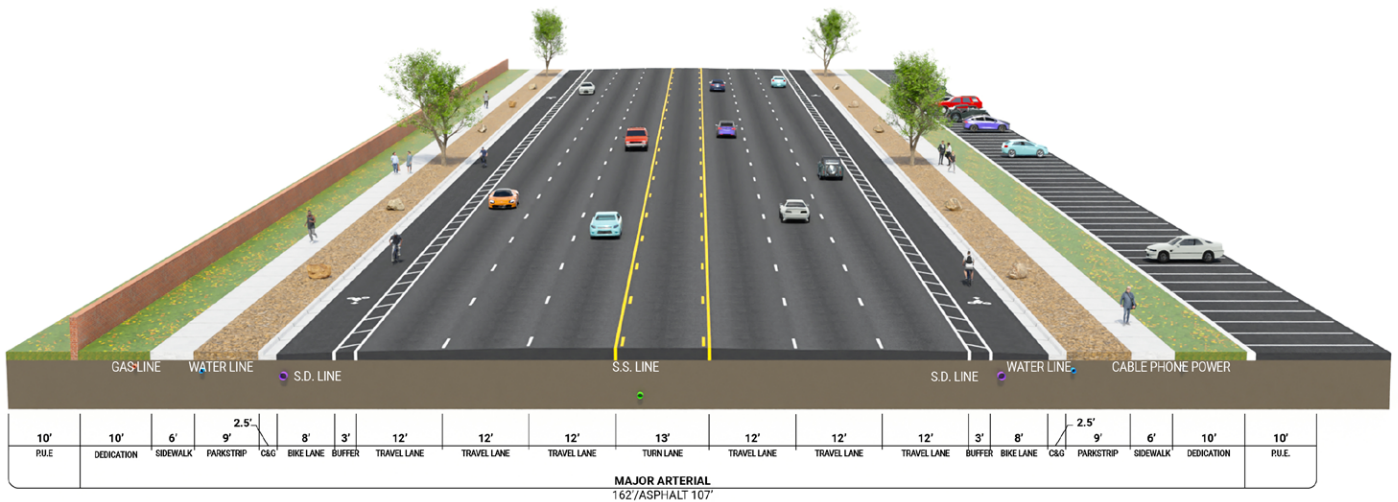 GAS LINE WATER LINE S.D. LINE S.S. LINE S.D. LINE WATER LINE CABLE PHONE POWER
2.5' 2.5'
10' 10' 6' 9' 8' 3' 12' 12' 12' 13' 12' 12' 12' 3' 8' 9' 6' 10' 10'
P.U.E DEDICATION SIDEWALK PARKSTRIP C&G BIKE LANE BUFFER TRAVEL LANE TRAVEL LANE TRAVEL LANE TURN LANE TRAVEL LANE TRAVEL LANE TRAVEL LANE BUFFER BIKE LANE C&G PARKSTRIP SIDEWALK DEDICATION P.U.E.
MAJOR ARTERIAL
162'/ASPHALT 107'